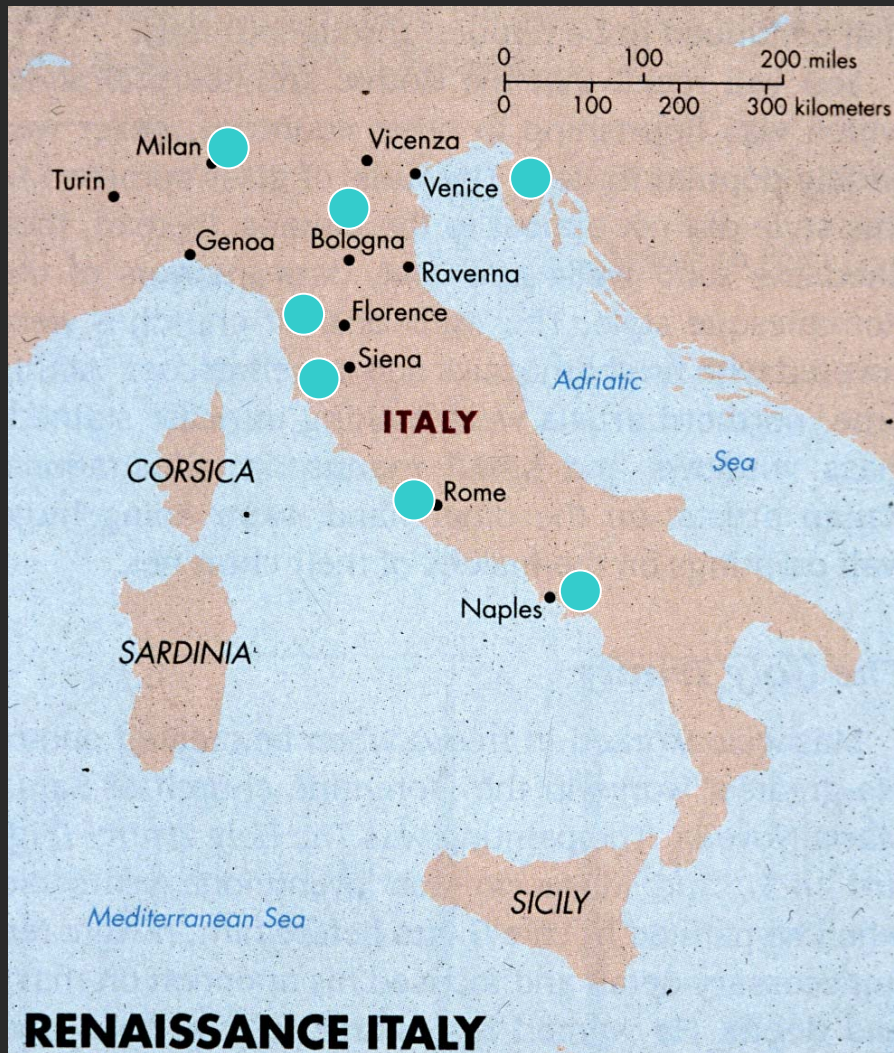 0 100 200 miles
0 100 200 300 kilometers
Milan
Vicenza
Turin
Venice
Genoa
Bologna
Ravenna
Florence
Siena
Adriatic
ITALY
Sea
CORSICA
Rome
Naples
SARDINIA
SICILY
Mediterranean Sea
RENAISSANCE ITALY